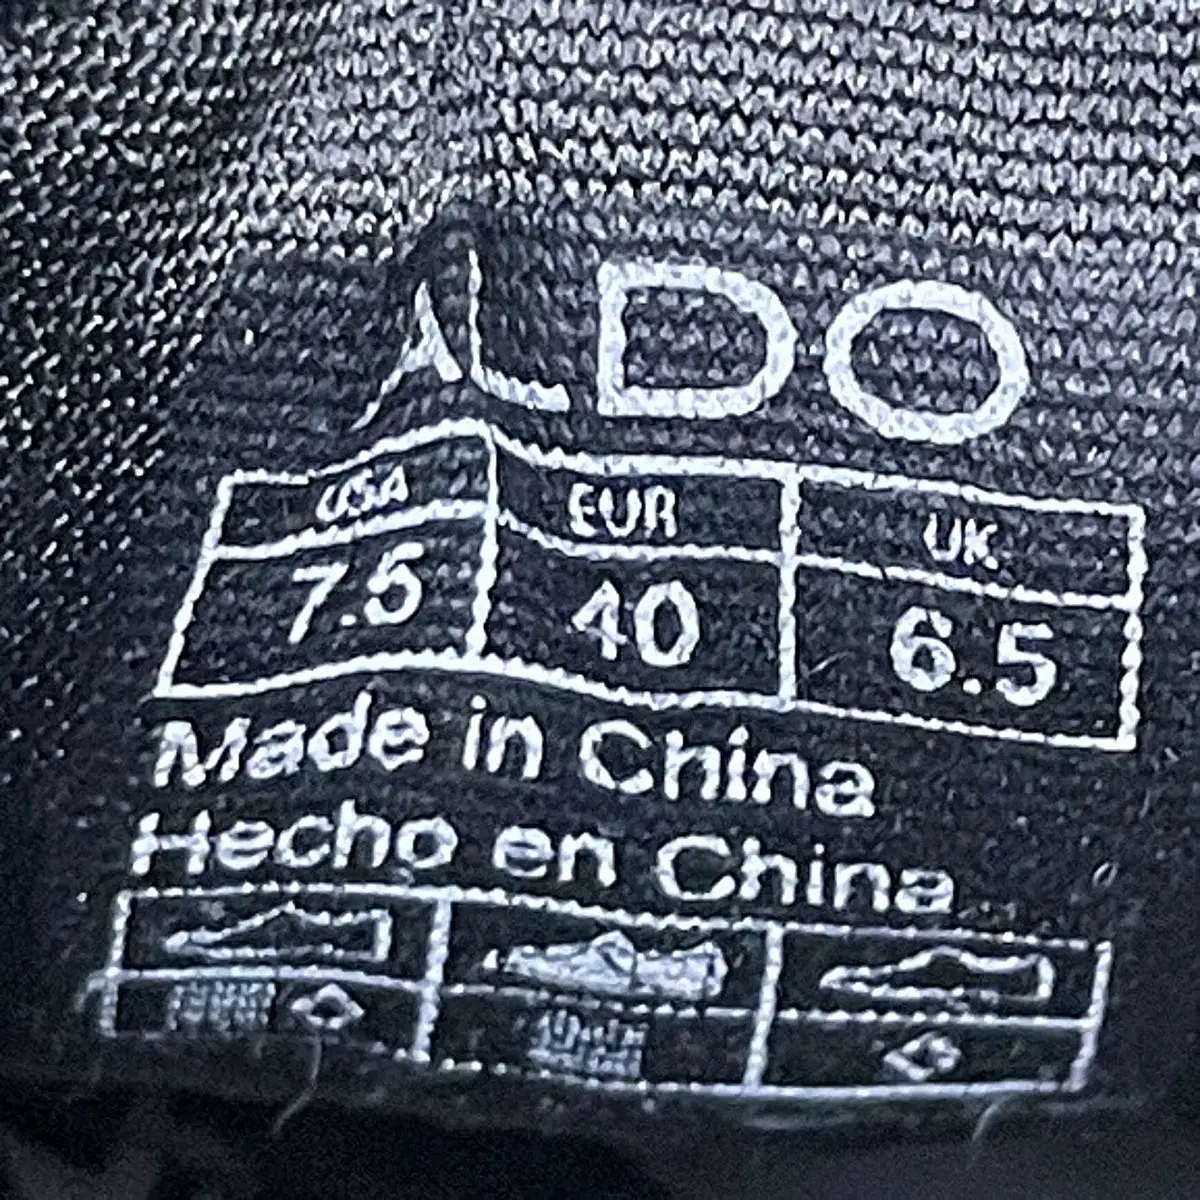 ALDO
USA EUR UK
7.5 40 6.5
Made in China
Hecho en China